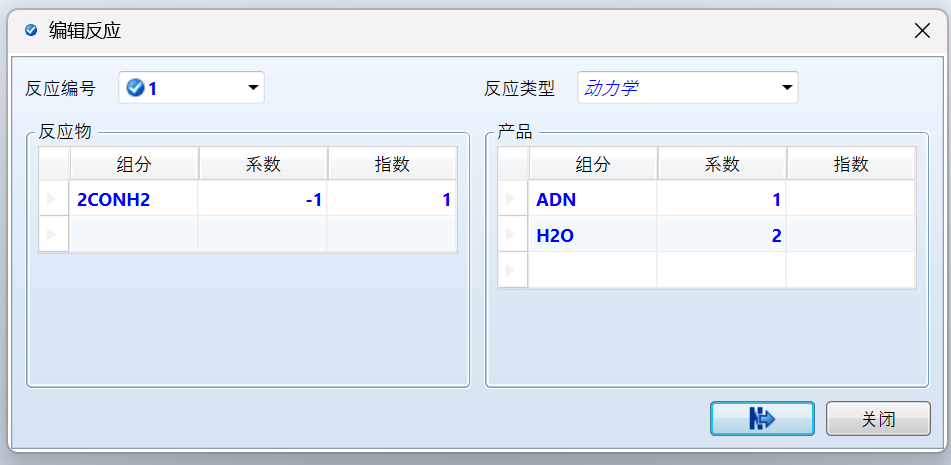 编辑反应
反应编号 1 反应类型 动力学
反应物
组分 系数 指数
2CONH2 -1 1
产品
组分 系数 指数
ADN 1
H2O 2
关闭